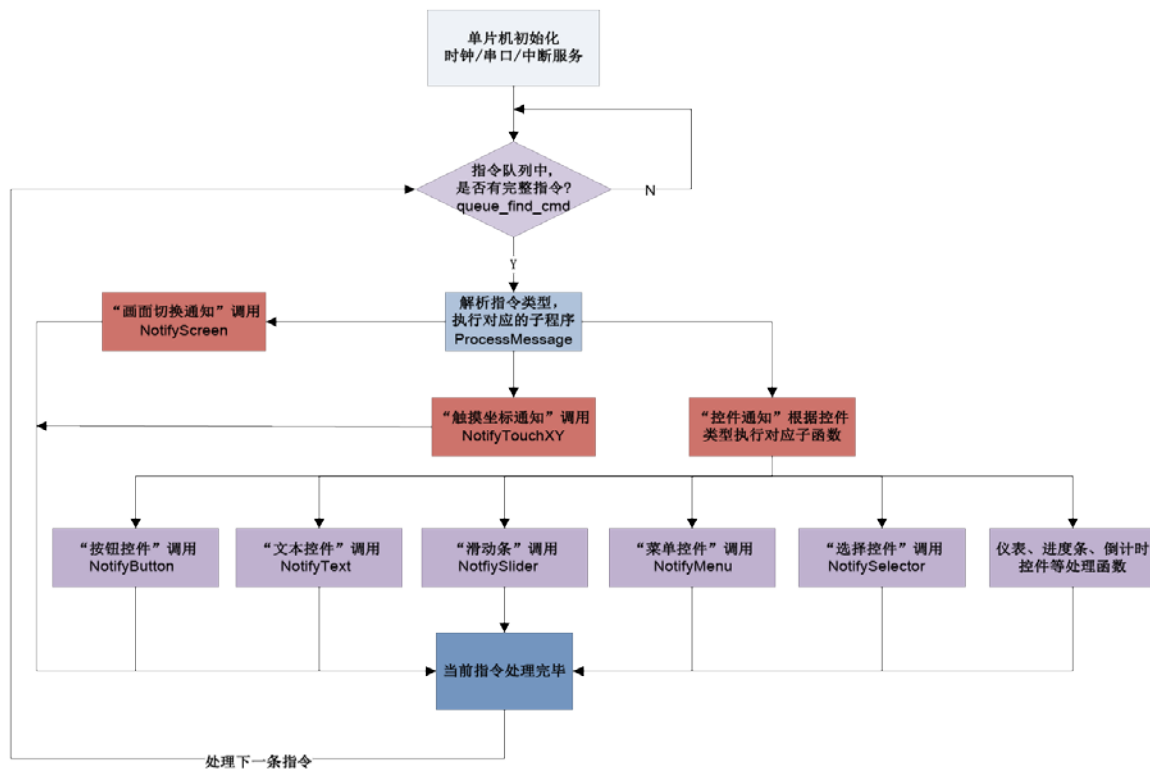 单片机初始化
时钟/串口/中断服务
指令队列中，
是否有完整指令?
queue_find_cmd
N
Y
“画面切换通知”调用
NotifyScreen
解析指令类型，
执行对应的子程序
ProcessMessage
“触摸坐标通知”调用
NotifyTouchXY
“控件通知”根据控件
类型执行对应子函数
“按钮控件”调用
NotifyButton
“文本控件”调用
NotifyText
“滑动条”调用
NotfiySlider
“菜单控件”调用
NotifyMenu
“选择控件”调用
NotifySelector
仪表、进度条、倒计时
控件等处理函数
当前指令处理完毕
处理下一条指令